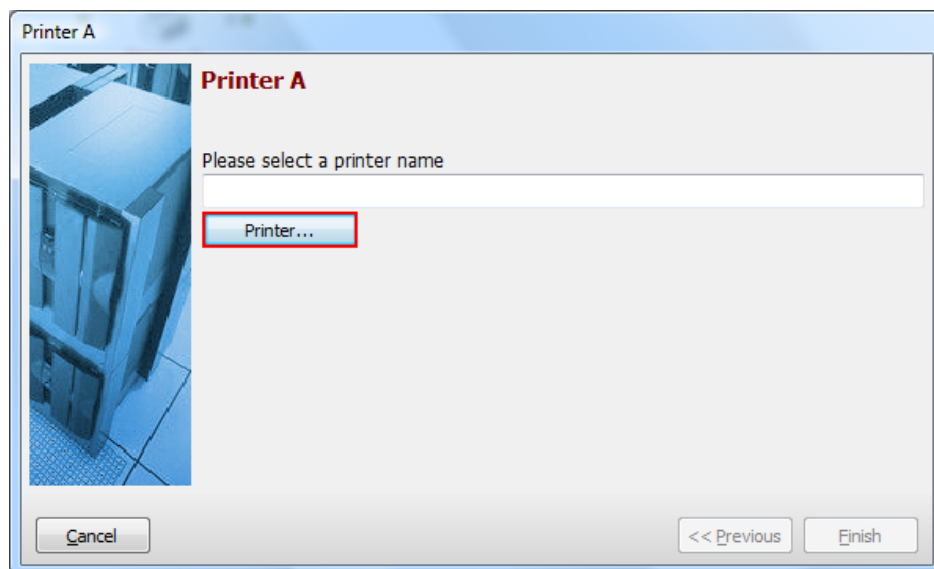 Printer A
Printer A
Please select a printer name
Printer...
Cancel
<< Previous
Finish